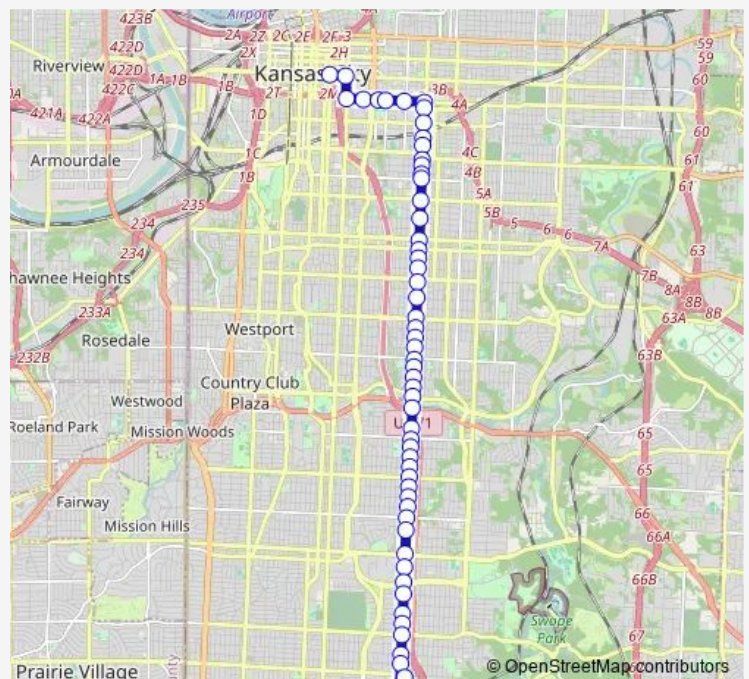 Airport
423B
2A 2Z 2C 2E 2F 3
422D
2X
2H
59
Riverview
Kansas City
59
422D
1A 1B
60
422C
1B
2T
2M
3B
421A
422A
1D
4A
60
Armourdale
1C
4C
61
1B
4B
61
235
5A
234
5B
5
6
6
7A
63
234
7B
hawnee Heights
8A
8B
8B
233A
63A
Westport
Rosedale
63B
232B
Country Club
Plaza
Westwood
Roeland Park
Mission Woods
65
65
Fairway
66
Mission Hills
66A
66B
Swope
Park
67
Prairie Village
© OpenStreetMap contributors